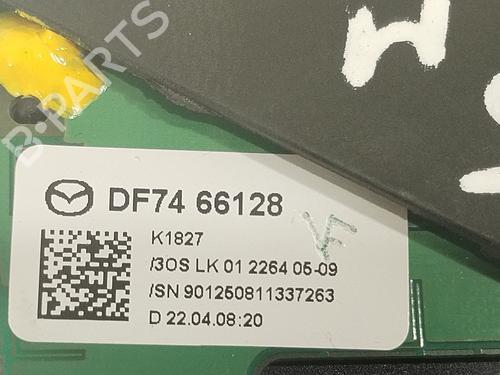 B-PARTS
DF74 66128
K1827
/3OS LK 01 2264 05-09
/SN 901250811337263
D 22.04.08:20